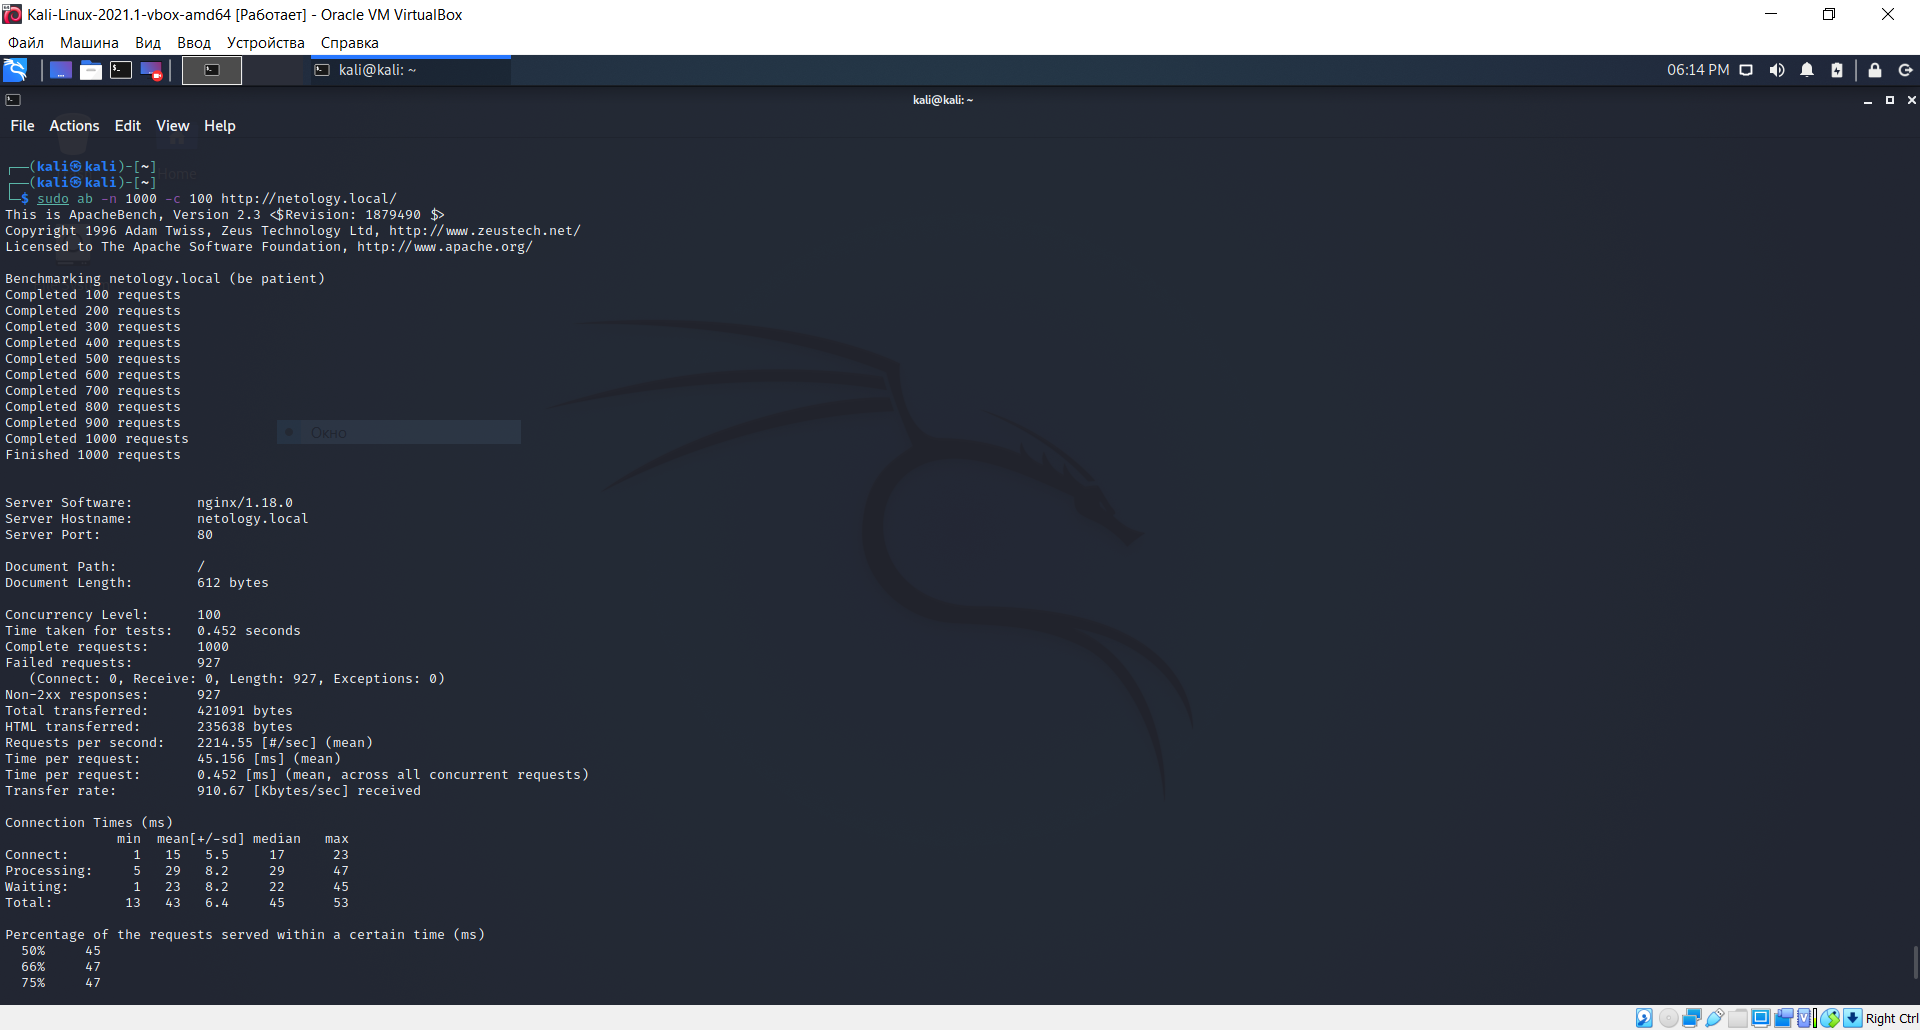 Kali-Linux-2021.1-vbox-amd64 [Работает] - Oracle VM VirtualBox
Файл Машина Вид Ввод Устройства Справка
kali@kali: ~
06:14 PM
kali@kali: ~
File Actions Edit View Help
Home
┌──(kali㉿kali)-[~]
┌──(kali㉿kali)-[~]
└─$ sudo ab -n 1000 -c 100 http://netology.local/
This is ApacheBench, Version 2.3 <$Revision: 1879490 $>
Copyright 1996 Adam Twiss, Zeus Technology Ltd, http://www.zeustech.net/
Licensed to The Apache Software Foundation, http://www.apache.org/
Benchmarking netology.local (be patient)
Completed 100 requests
Completed 200 requests
Completed 300 requests
Completed 400 requests
Completed 500 requests
Completed 600 requests
Completed 700 requests
Completed 800 requests
Completed 900 requests
Окно
Completed 1000 requests
Finished 1000 requests
Server Software: nginx/1.18.0
Server Hostname: netology.local
Server Port: 80
Document Path: /
Document Length: 612 bytes
Concurrency Level: 100
Time taken for tests: 0.452 seconds
Complete requests: 1000
Failed requests: 927
(Connect: 0, Receive: 0, Length: 927, Exceptions: 0)
Non-2xx responses: 927
Total transferred: 421091 bytes
HTML transferred: 235638 bytes
Requests per second: 2214.55 [#/sec] (mean)
Time per request: 45.156 [ms] (mean)
Time per request: 0.452 [ms] (mean, across all concurrent requests)
Transfer rate: 910.67 [Kbytes/sec] received
Connection Times (ms)
min mean[+/-sd] median max
Connect: 1 15 5.5 17 23
Processing: 5 29 8.2 29 47
Waiting: 1 23 8.2 22 45
Total: 13 43 6.4 45 53
Percentage of the requests served within a certain time (ms)
50% 45
66% 47
75% 47
Right Ctrl